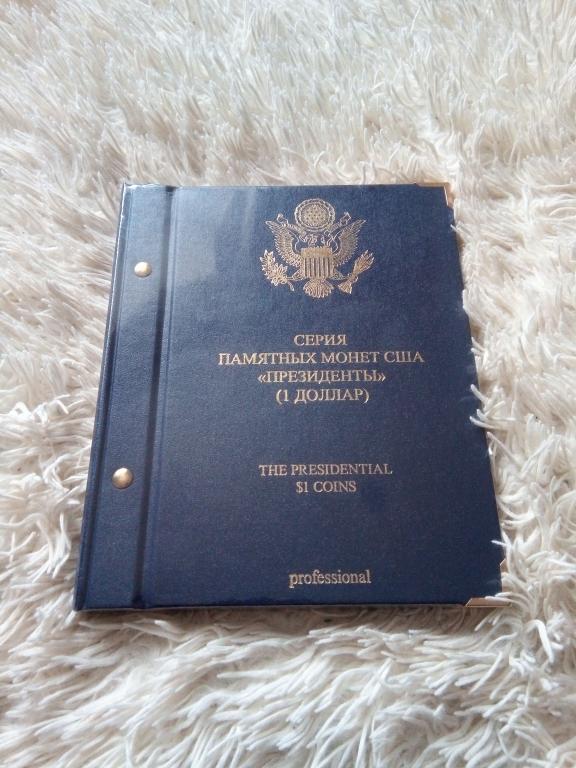 СЕРИЯ
ПАМЯТНЫХ МОНЕТ США
«ПРЕЗИДЕНТЫ»
(1 ДОЛЛАР)
THE PRESIDENTIAL
$1 COINS
professional